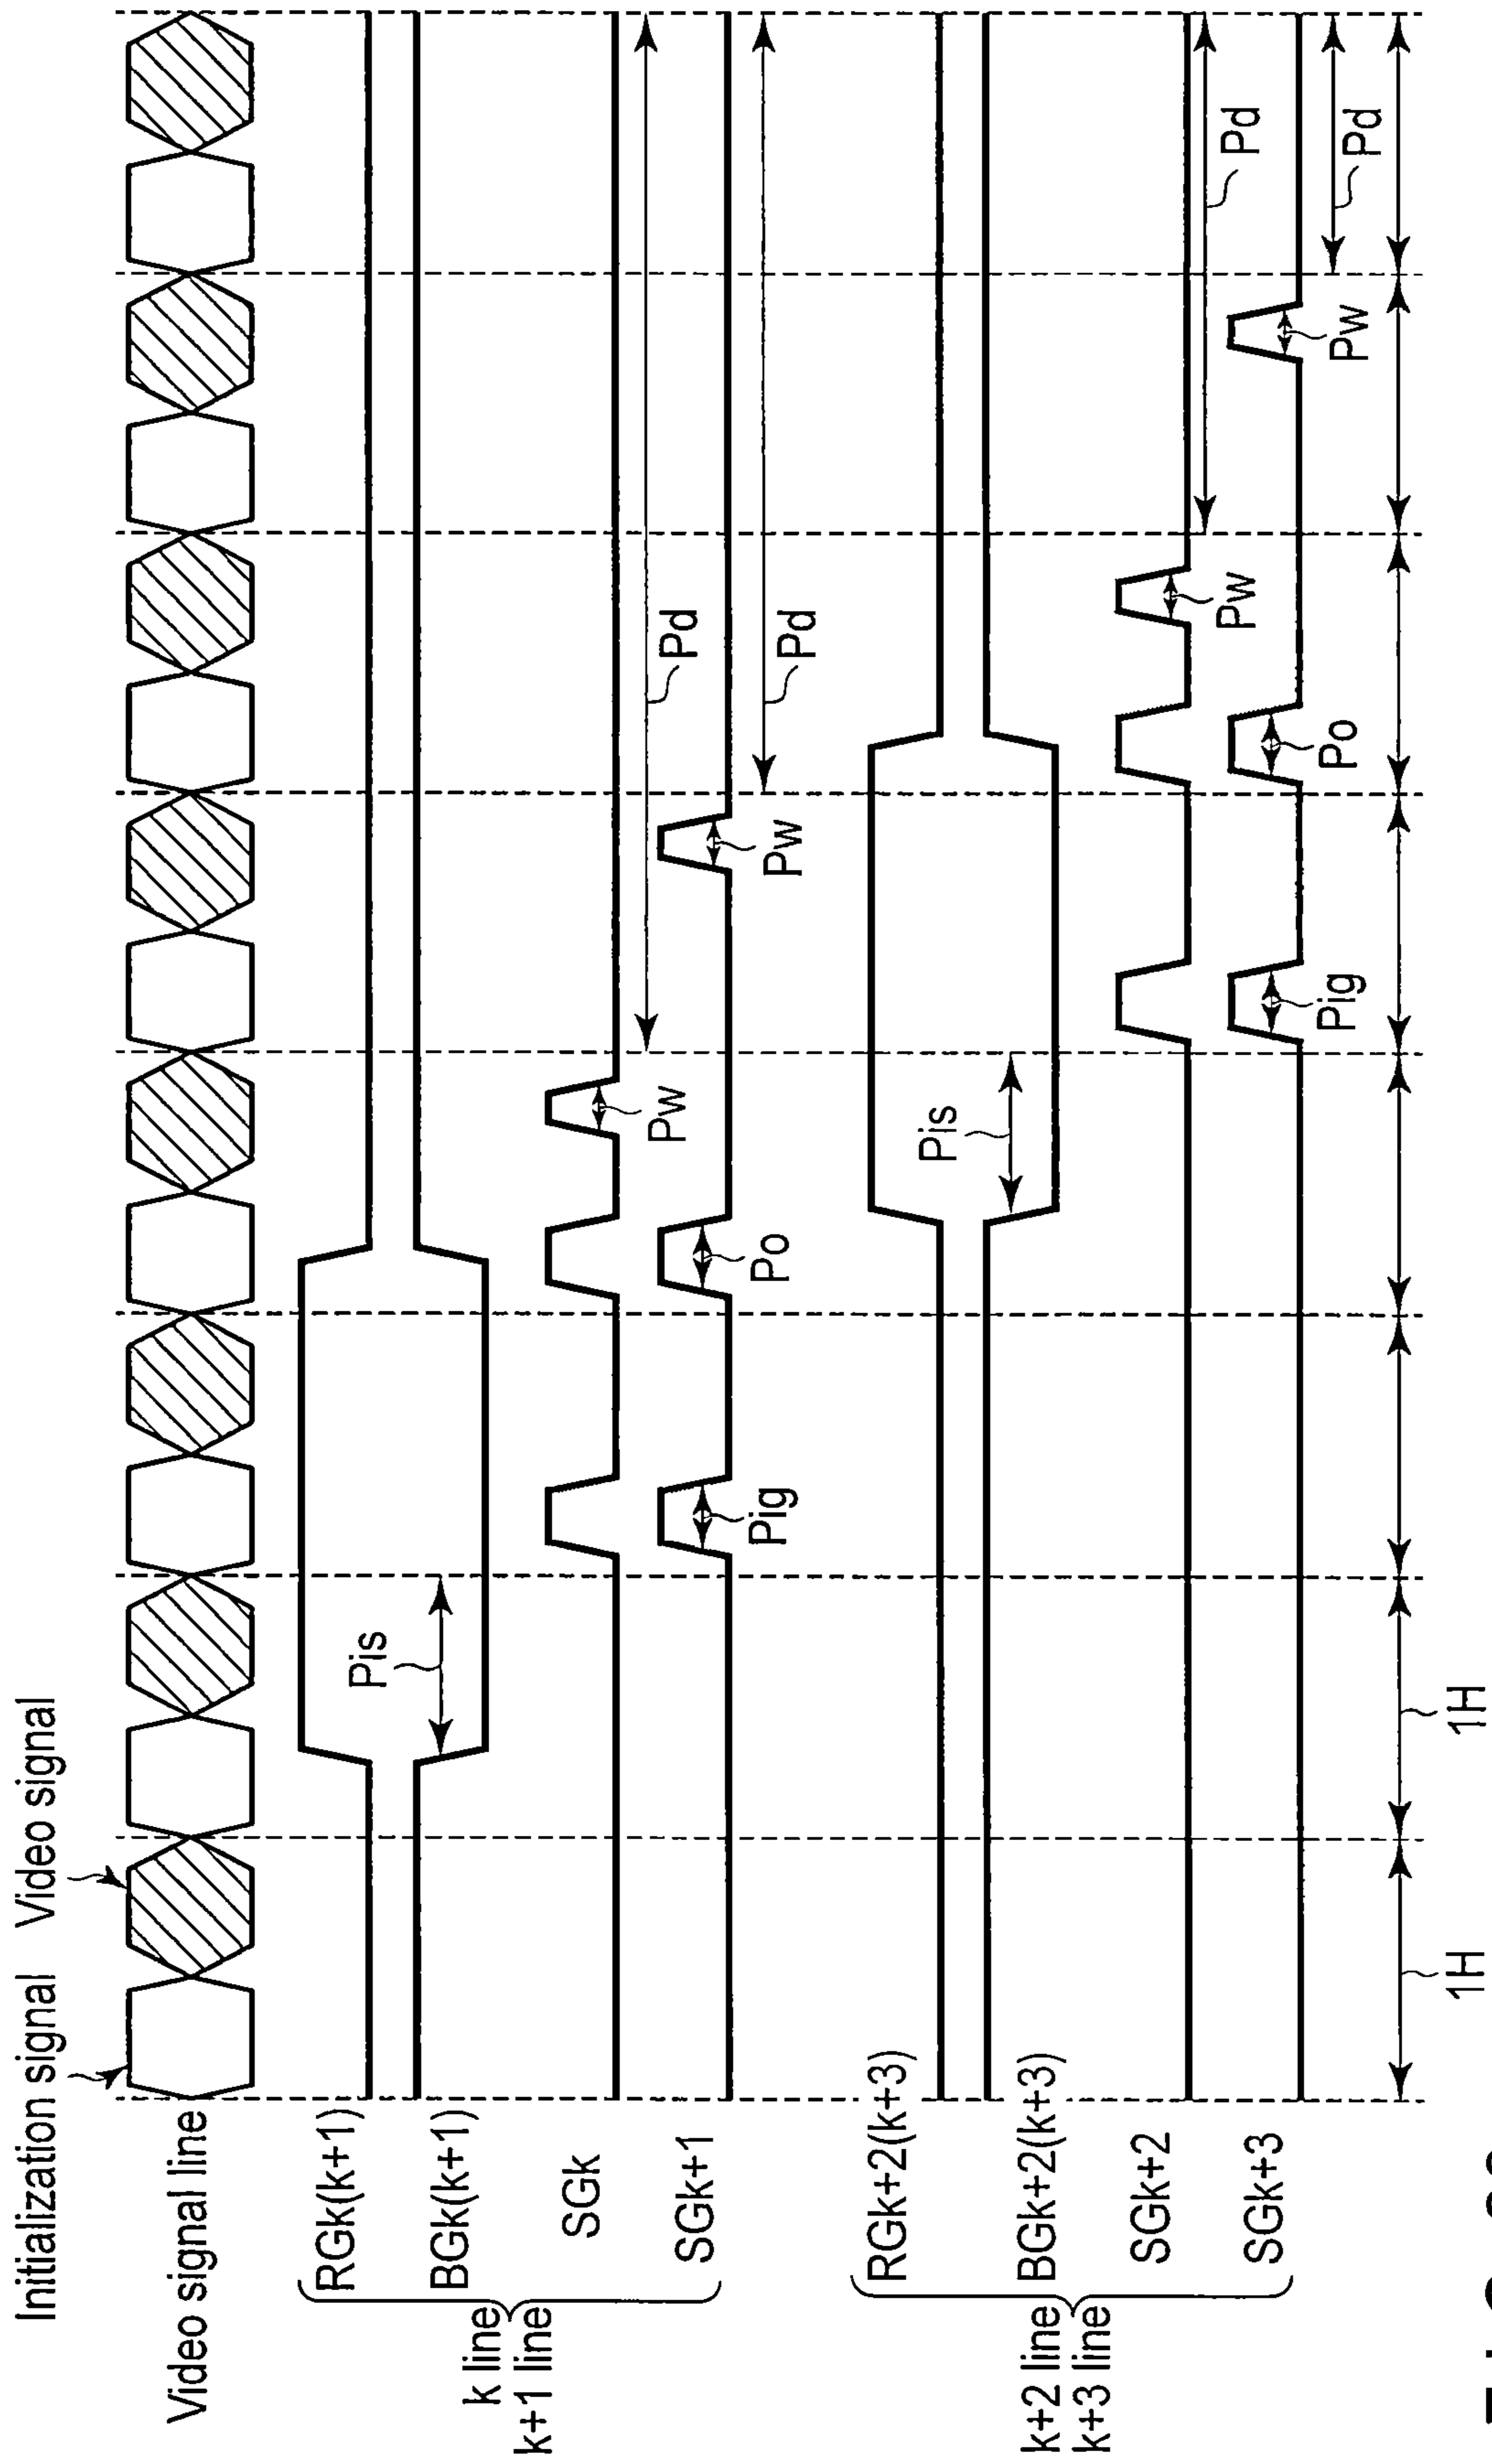 Initialization signal
Video signal
Video signal line
RGk(k+1)
Pis
BGk(k+1)
k line
k+1 line
SGk
Pw
Pd
SGk+1
Pig
Po
Pw
Pd
RGk+2(k+3)
Pis
BGk+2(k+3)
k+2 line
k+3 line
SGk+2
Pw
Pd
SGk+3
Pig
Po
Pw
Pd
1H
1H